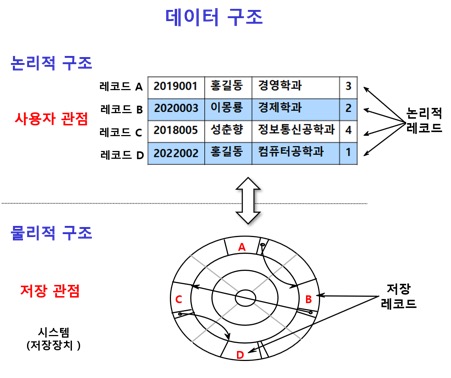 데이터 구조
논리적 구조
사용자 관점
레코드 A 2019001 홍길동 경영학과 3
레코드 B 2020003 이몽룡 경제학과 2
레코드 C 2018005 성춘향 정보통신공학과 4
레코드 D 2022002 홍길동 컴퓨터공학과 1
논리적
레코드
물리적 구조
저장 관점
시스템
(저장장치 )
A
B
C
D
저장
레코드